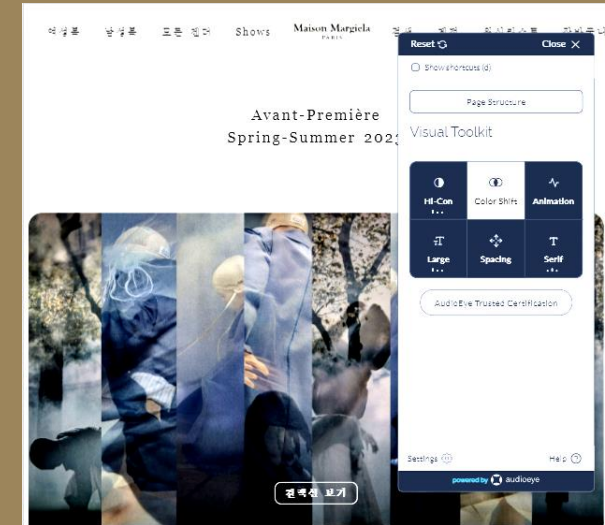 여성복 남성복 모든 젠더 Shows Maison Margiela
PARIS
Reset Close
Show shortcuts (d)
Page Structure
Avant-Première
Spring-Summer 2023
Visual Toolkit
Hi-Con Color Shift Animation
Large Spacing Serif
AudioEye Trusted Certification
Settings Help
powered by audioeye
컬렉션 보기